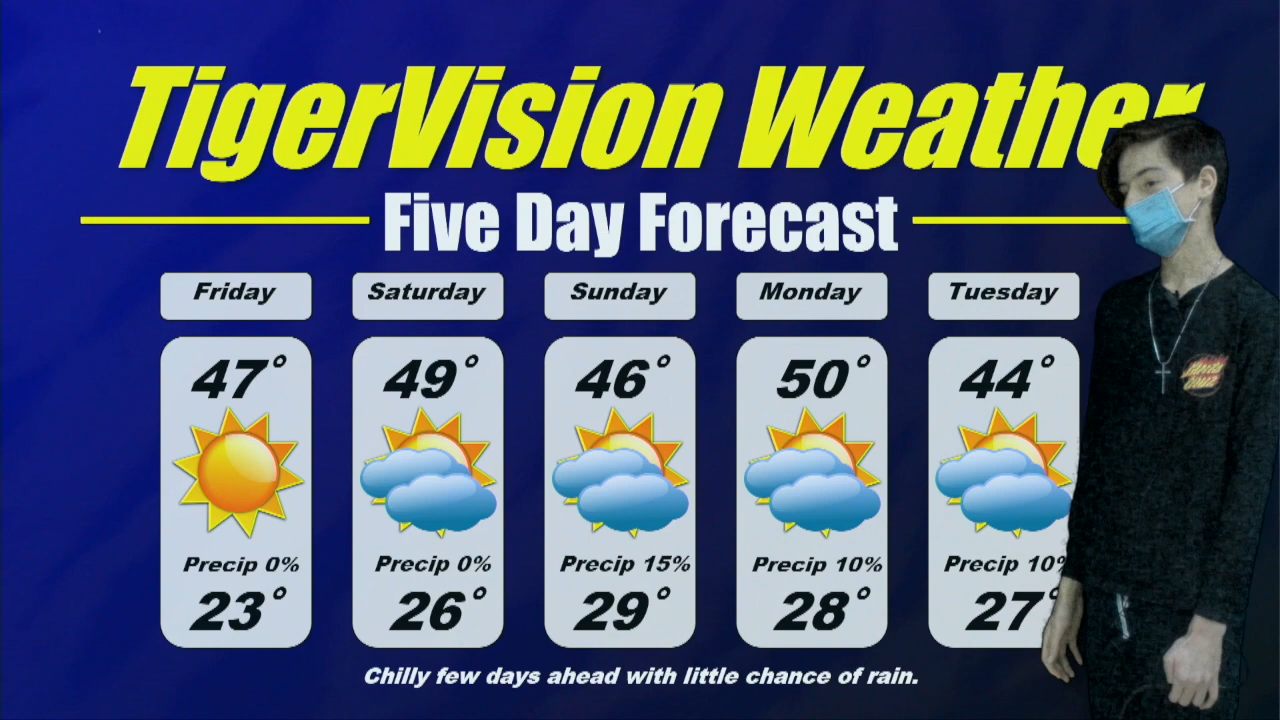 TigerVision Weather
Five Day Forecast
Friday Saturday Sunday Monday Tuesday
47° 49° 46° 50° 44°
Precip 0% Precip 0% Precip 15% Precip 10% Precip 10%
23° 26° 29° 28° 27°
Chilly few days ahead with little chance of rain.